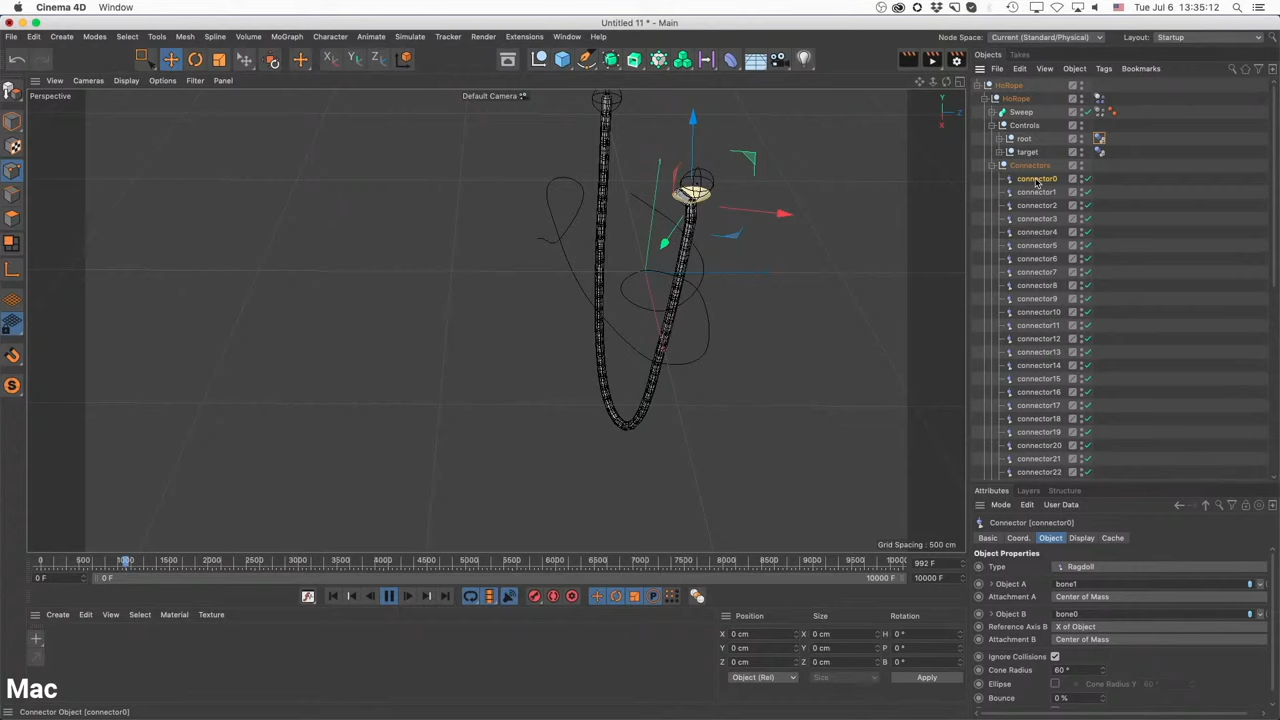 Cinema 4D Window Tue Jul 6 13:35:12
Untitled 11 * - Main
File Edit Create Modes Select Tools Mesh Spline Volume MoGraph Character Animate Simulate Tracker Render Extensions Window Help Node Space: Current (Standard/Physical) Layout: Startup
Objects Takes
File Edit View Object Tags Bookmarks
View Cameras Display Options Filter Panel
Perspective Default Camera
HoRope
HoRope
Sweep
Controls
root
target
Connectors
connector0
connector1
connector2
connector3
connector4
connector5
connector6
connector7
connector8
connector9
connector10
connector11
connector12
connector13
connector14
connector15
connector16
connector17
connector18
connector19
connector20
connector21
connector22
Attributes Layers Structure
Mode Edit User Data
Connector [connector0]
Basic Coord. Object Display Cache
Object Properties
Type Ragdoll
Object A bone1
Attachment A Center of Mass
Object B bone0
Reference Axis B X of Object
Attachment B Center of Mass
Ignore Collisions
Cone Radius 60 °
Ellipse Cone Radius Y 60 °
Bounce 0 %
Grid Spacing : 500 cm
0 500 1000 1500 2000 2500 3000 3500 4000 4500 5000 5500 6000 6500 7000 7500 8000 8500 9000 9500 1000 992 F
0 F 0 F 10000 F 10000 F
Create Edit View Select Material Texture
Position Size Rotation
X 0 cm X 0 cm H 0 °
Y 0 cm Y 0 cm P 0 °
Z 0 cm Z 0 cm B 0 °
Object (Rel) Size Apply
Mac
Connector Object [connector0]